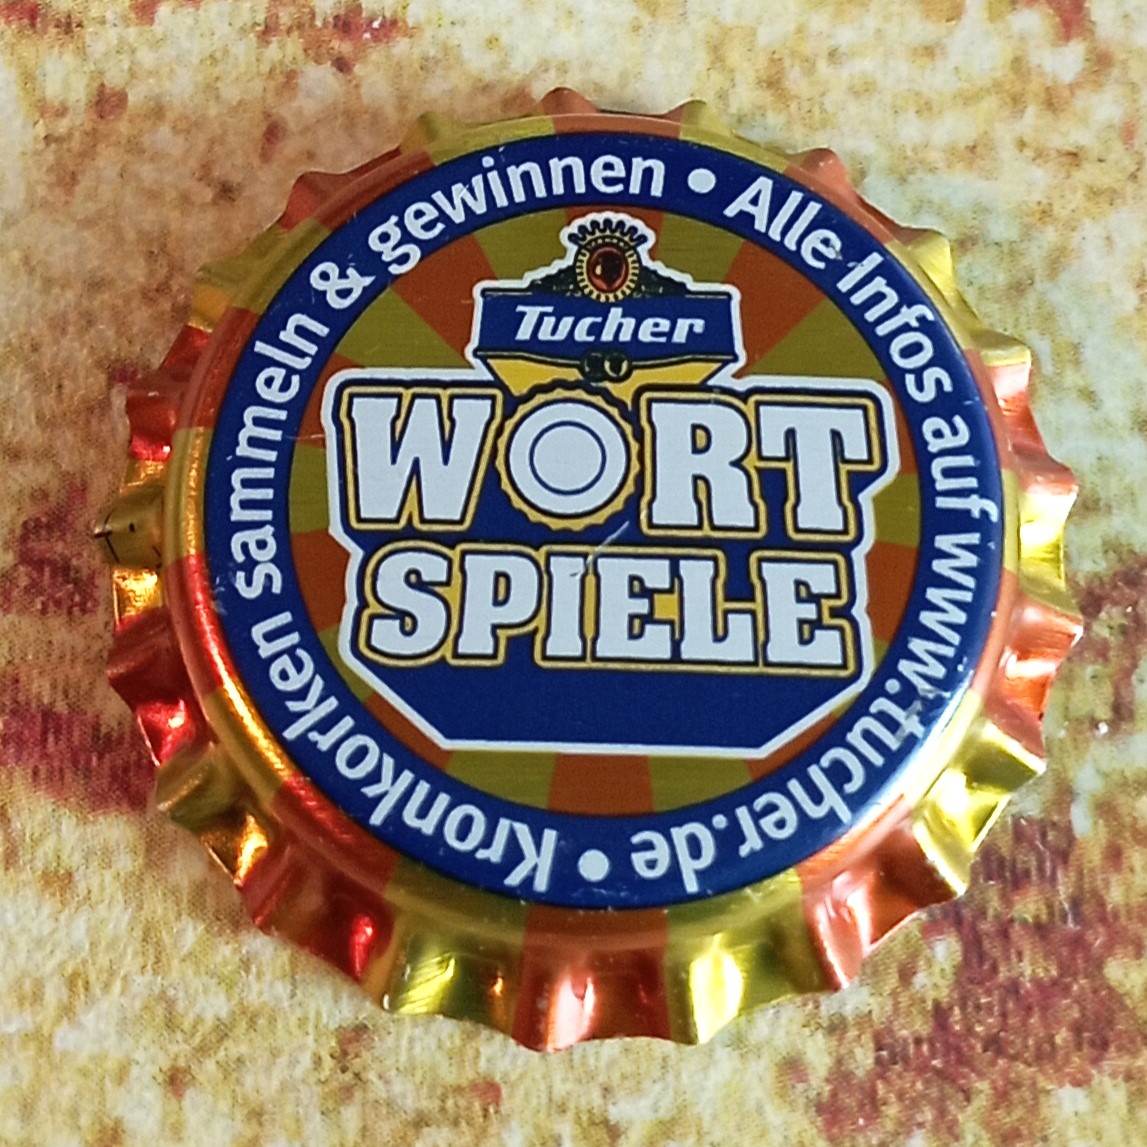 Tucher
WORT
SPIELE
Kronkorken sammeln & gewinnen • Alle Infos auf www.tucher.de •